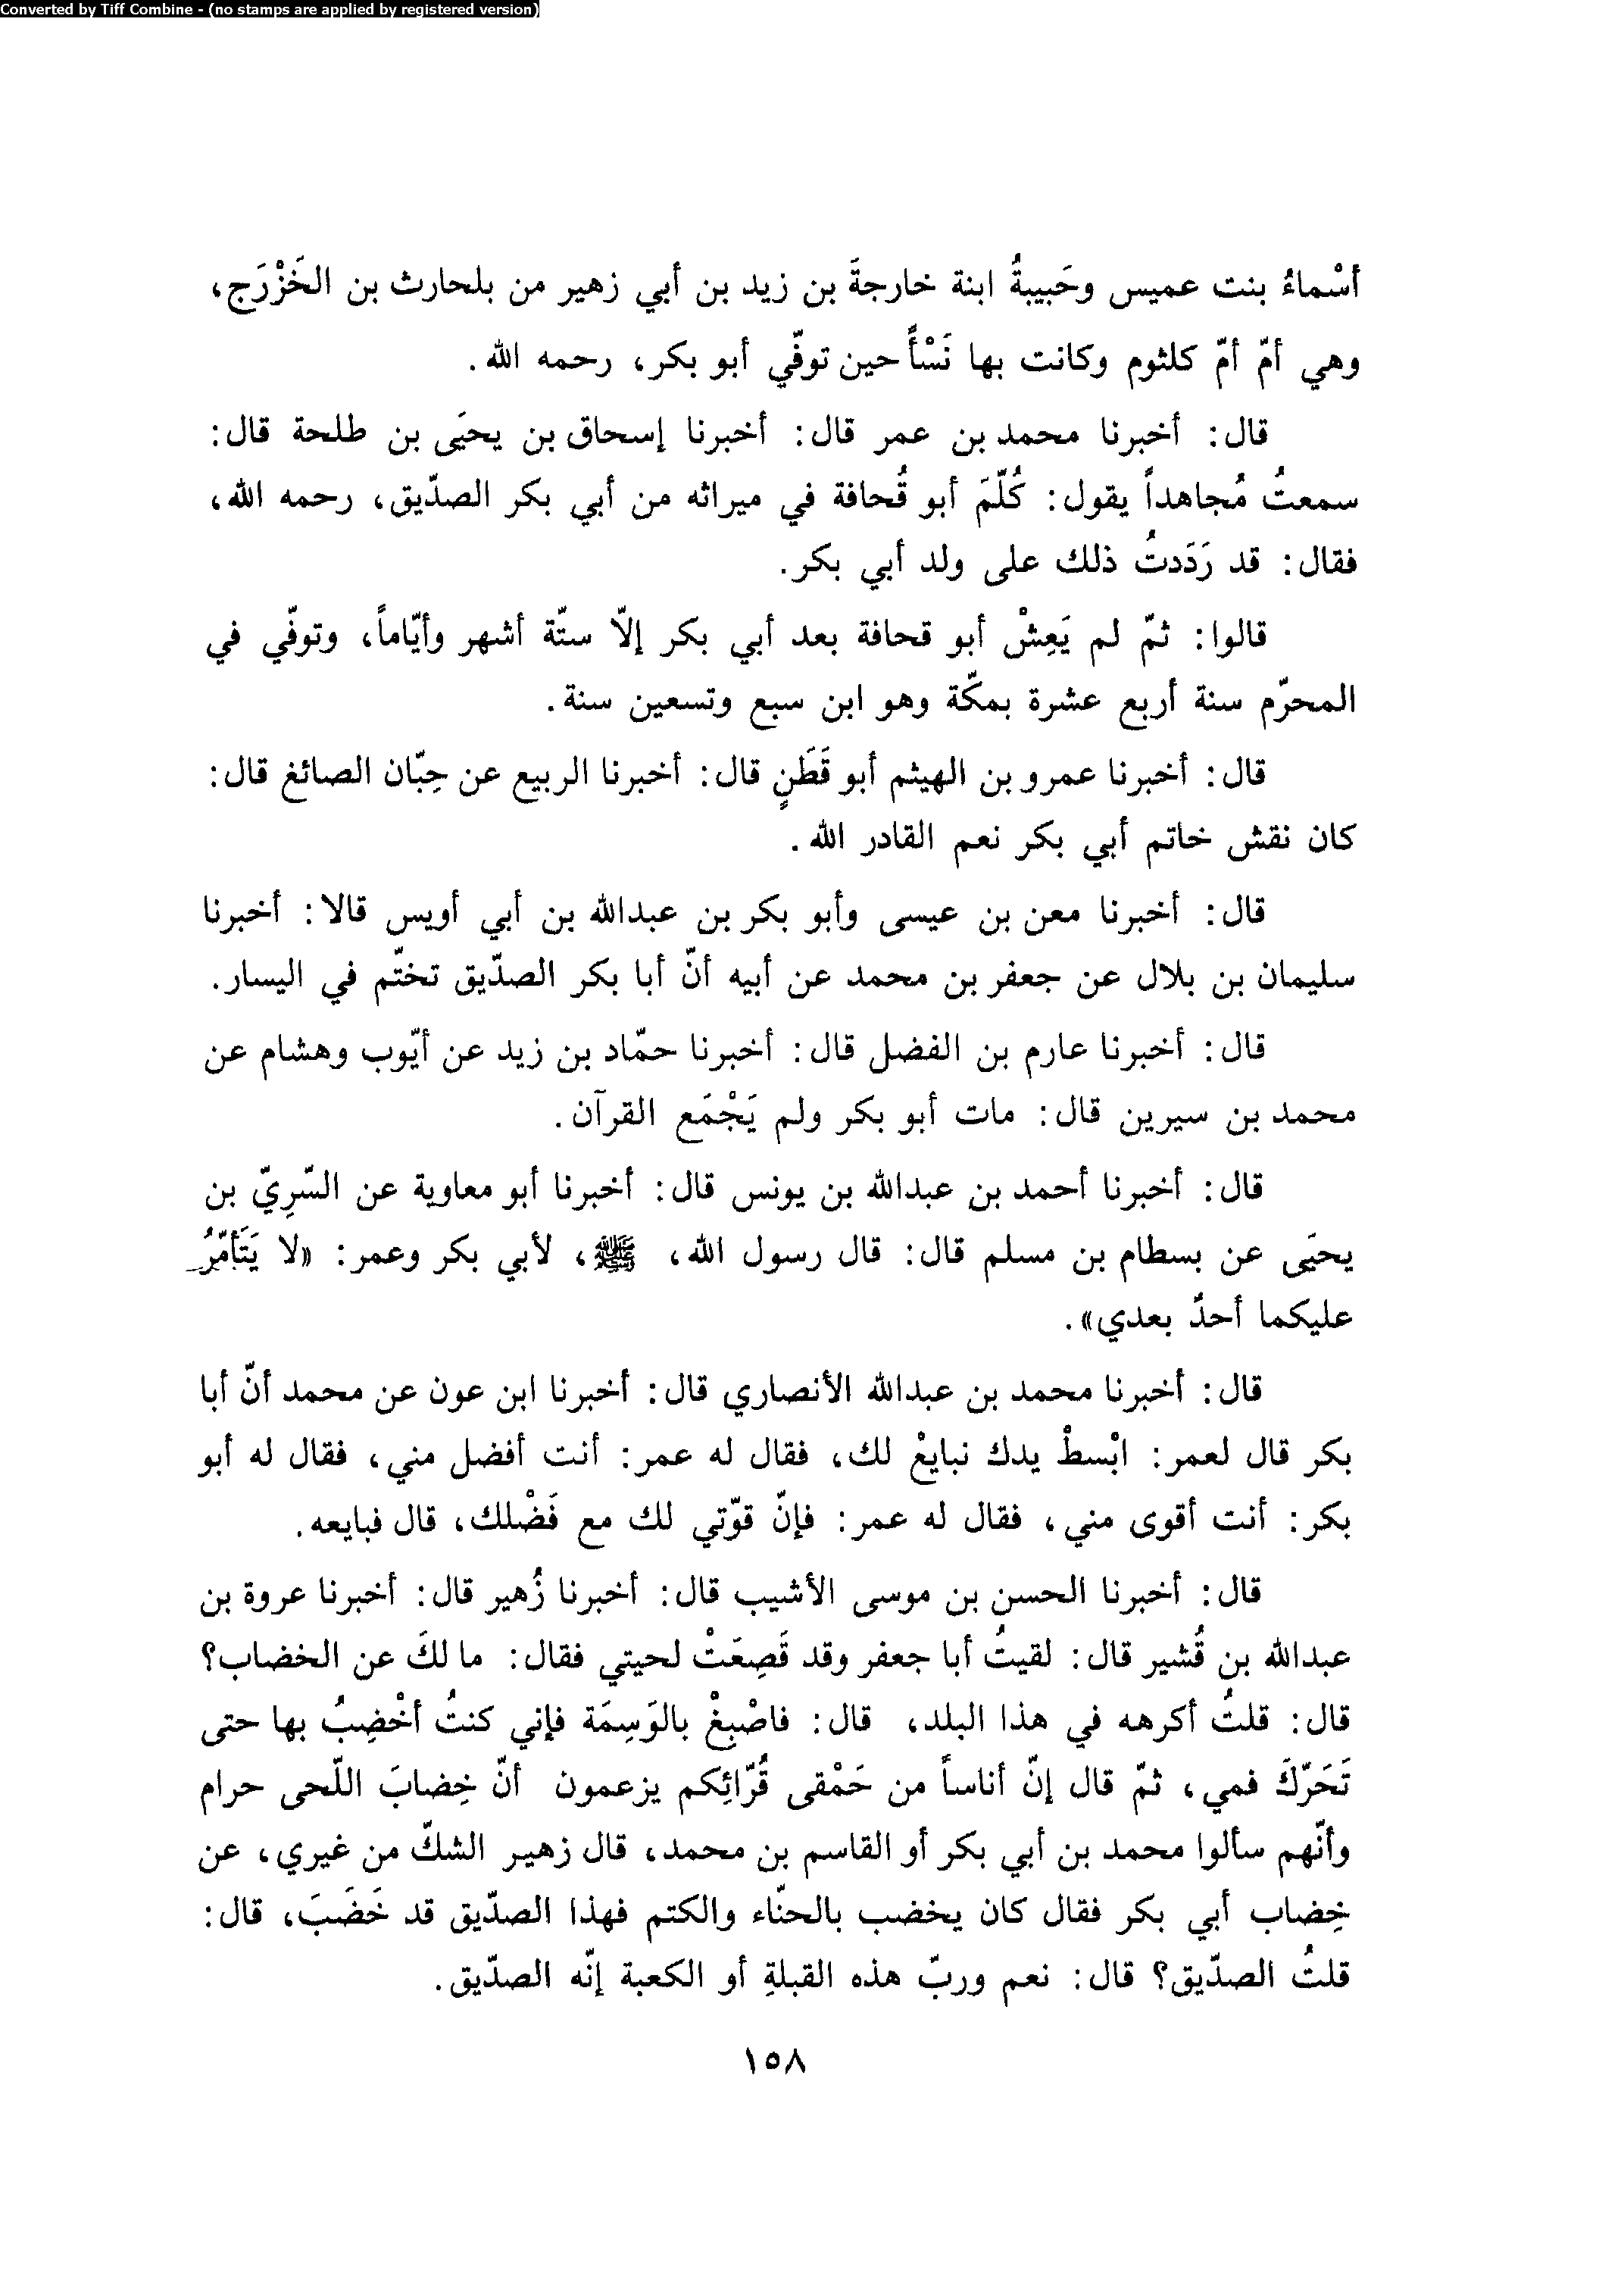 Converted by Tiff Combine - (no stamps are applied by registered version)
أسْماءُ بنت عميس وحَبيبةُ ابنة خارجةَ بن زيد بن أبي زهير من بلحارث بن الخَزْرَج،
وهي أمّ أمّ كلثوم وكانت بها نَسْأً حين توفّي أبو بكر، رحمه الله.
قال: أخبرنا محمد بن عمر قال: أخبرنا إسحاق بن يحيَى بن طلحة قال:
سمعتُ مُجاهداً يقول: كُلّمَ أبو قُحافة في ميراثه من أبي بكر الصدّيق، رحمه الله،
فقال: قد رَدَدتُ ذلك على ولد أبي بكر.
قالوا: ثمّ لم يَعِشْ أبو قحافة بعد أبي بكر إلاّ ستّة أشهر وأيّاماً، وتوفّي في
المحرّم سنة أربع عشرة بمكّة وهو ابن سبع وتسعين سنة.
قال: أخبرنا عمرو بن الهيثم أبو قَطَنٍ قال: أخبرنا الربيع عن حِبّان الصائغ قال:
كان نقش خاتم أبي بكر نعم القادر الله.
قال: أخبرنا معن بن عيسى وأبو بكر بن عبدالله بن أبي أويس قالا: أخبرنا
سليمان بن بلال عن جعفر بن محمد عن أبيه أنّ أبا بكر الصدّيق تختّم في اليسار.
قال: أخبرنا عارم بن الفضل قال: أخبرنا حمّاد بن زيد عن أيّوب وهشام عن
محمد بن سيرين قال: مات أبو بكر ولم يَجْمَع القرآن.
قال: أخبرنا أحمد بن عبدالله بن يونس قال: أخبرنا أبو معاوية عن السّرِيّ بن
يحيَى عن بسطام بن مسلم قال: قال رسول الله، ﷺ، لأبي بكر وعمر: «لا يَتَأمّرُ
عليكما أحدٌ بعدي».
قال: أخبرنا محمد بن عبدالله الأنصاري قال: أخبرنا ابن عون عن محمد أنّ أبا
بكر قال لعمر: ابْسطْ يدك نبايعْ لك، فقال له عمر: أنت أفضل مني، فقال له أبو
بكر: أنت أقوى مني، فقال له عمر: فإنّ قوّتي لك مع فَضْلك، قال فبايعه.
قال: أخبرنا الحسن بن موسى الأشيب قال: أخبرنا زُهير قال: أخبرنا عروة بن
عبدالله بن قُشير قال: لقيتُ أبا جعفر وقد قَصِعَتْ لحيتي فقال: ما لكَ عن الخضاب؟
قال: قلتُ أكرهه في هذا البلد، قال: فاصْبِغْ بالوَسِمَة فإني كنتُ أخْضِبُ بها حتى
تَحَرّكَ فمي، ثمّ قال إنّ أناساً من حَمْقى قُرّائِكم يزعمون أنّ خِضابَ اللّحى حرام
وأنّهم سألوا محمد بن أبي بكر أو القاسم بن محمد، قال زهير الشكّ من غيري، عن
خِضاب أبي بكر فقال كان يخضب بالحنّاء والكتم فهذا الصدّيق قد خَضَبَ، قال:
قلتُ الصدّيق؟ قال: نعم وربّ هذه القبلةِ أو الكعبة إنّه الصدّيق.
١٥٨